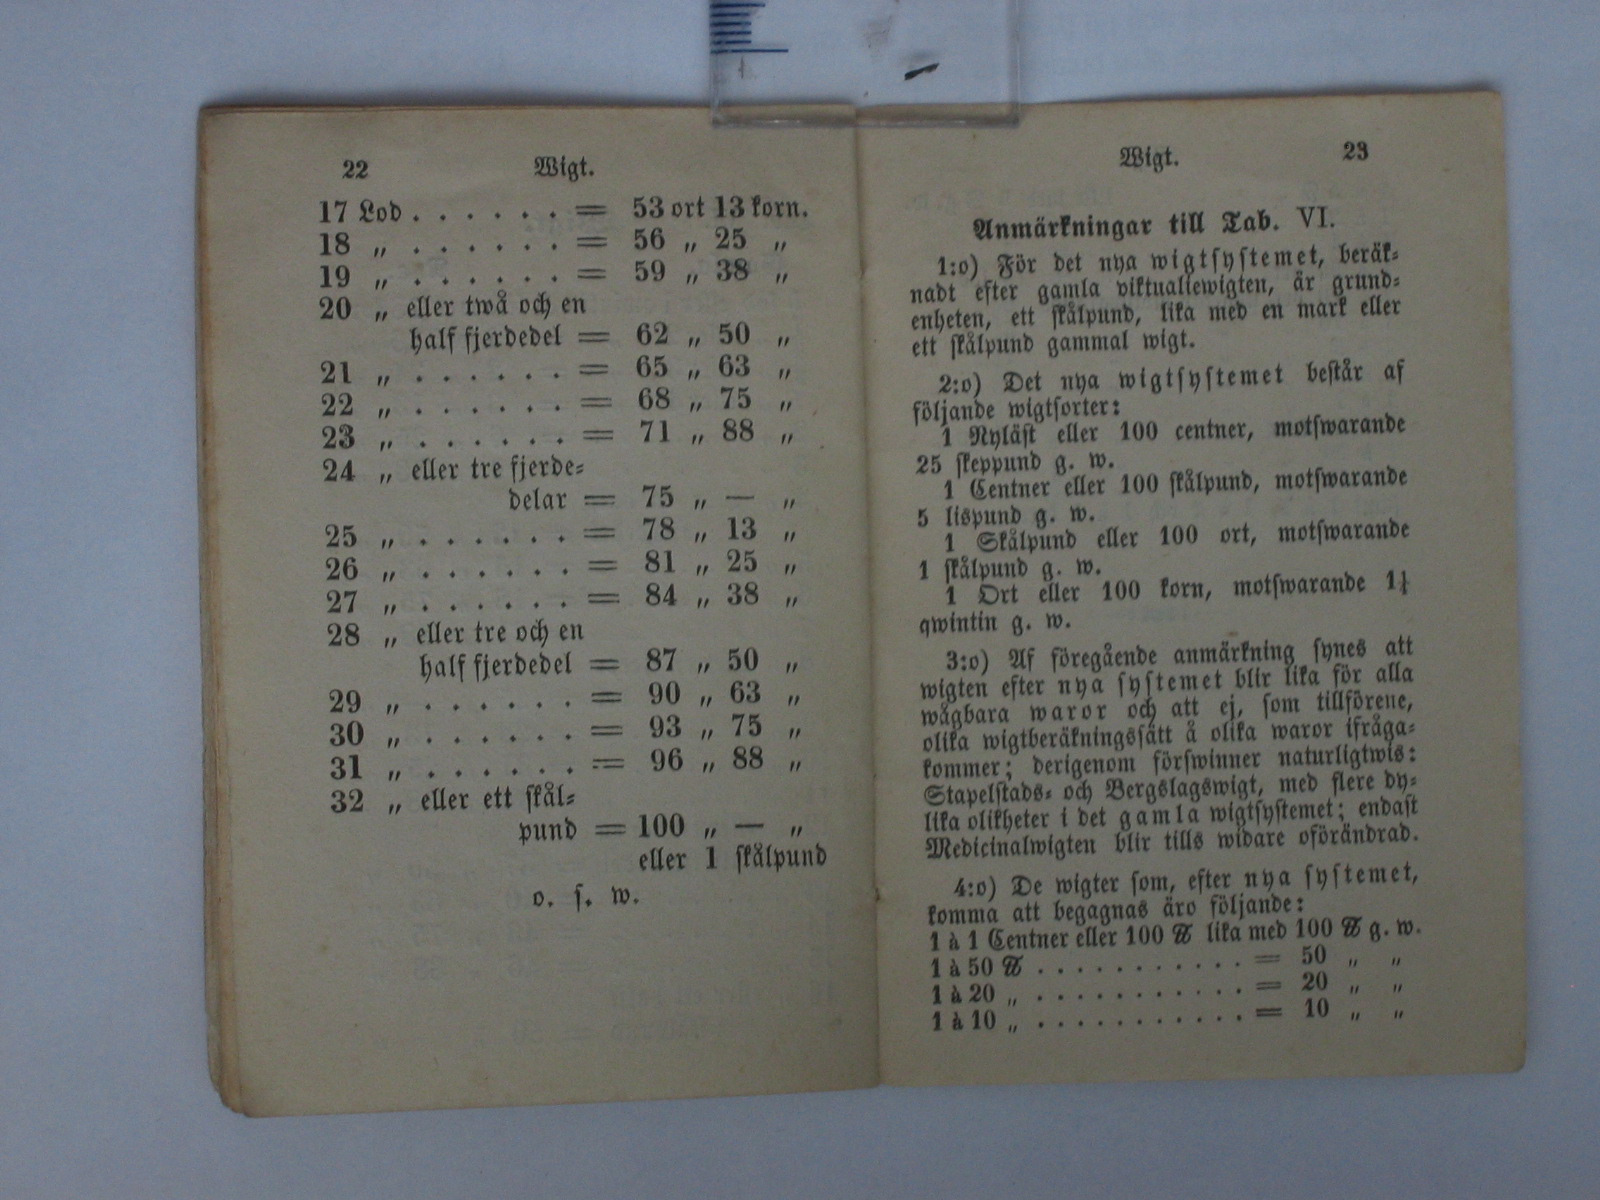 22 Wigt.
17 Lod . . . . . . = 53 ort 13 korn.
18 „ . . . . . . = 56 „ 25 „
19 „ . . . . . . = 59 „ 38 „
20 „ eller twå och en
half fjerdedel = 62 „ 50 „
21 „ . . . . . . = 65 „ 63 „
22 „ . . . . . . = 68 „ 75 „
23 „ . . . . . . = 71 „ 88 „
24 „ eller tre fjerde-
delar = 75 „ — „
25 „ . . . . . . = 78 „ 13 „
26 „ . . . . . . = 81 „ 25 „
27 „ . . . . . . = 84 „ 38 „
28 „ eller tre och en
half fjerdedel = 87 „ 50 „
29 „ . . . . . . = 90 „ 63 „
30 „ . . . . . . = 93 „ 75 „
31 „ . . . . . . = 96 „ 88 „
32 „ eller ett skål-
pund = 100 „ — „
eller 1 skålpund
o. s. w.
Wigt. 23
Anmärkningar till Tab. VI.
1:o) För det nya wigtsystemet, beräk-
nadt efter gamla viktualiewigten, är grund-
enheten, ett skålpund, lika med en mark eller
ett skålpund gammal wigt.
2:o) Det nya wigtsystemet består af
följande wigtsorter:
1 Nyläst eller 100 centner, motswarande
25 skeppund g. w.
1 Centner eller 100 skålpund, motswarande
5 lispund g. w.
1 Skålpund eller 100 ort, motswarande
1 skålpund g. w.
1 Ort eller 100 korn, motswarande 1¼
qwintin g. w.
3:o) Af föregående anmärkning synes att
wigten efter nya systemet blir lika för alla
wågbara waror och att ej, som tillförene,
olika wigtberäkningssätt å olika waror ifråga-
kommer; derigenom förswinner naturligtwis:
Stapelstads- och Bergslagswigt, med flere dy-
lika olikheter i det gamla wigtsystemet; endast
Medicinalwigten blir tills widare oförändrad.
4:o) De wigter som, efter nya systemet,
komma att begagnas äro följande:
1 à 1 Centner eller 100 ℔ lika med 100 ℔ g. w.
1 à 50 ℔ . . . . . . . . . . . = 50 „ „
1 à 20 „ . . . . . . . . . . . = 20 „ „
1 à 10 „ . . . . . . . . . . . = 10 „ „